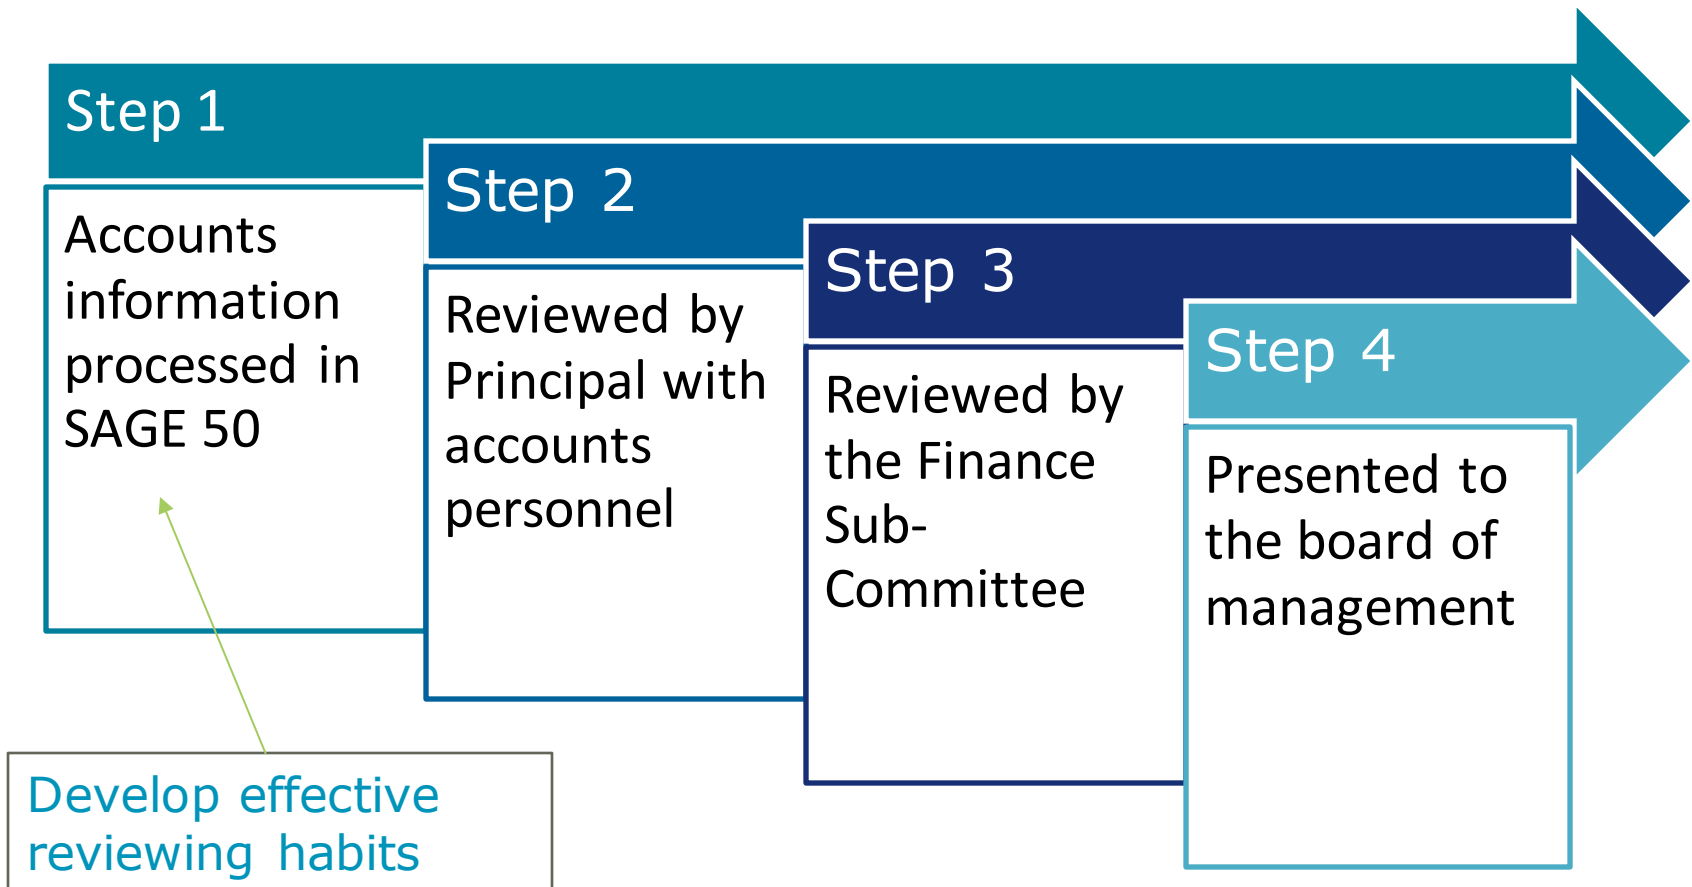 Step 1
Accounts
information
processed in
SAGE 50
Step 2
Reviewed by
Principal with
accounts
personnel
Step 3
Reviewed by
the Finance
Sub-
Committee
Step 4
Presented to
the board of
management
Develop effective
reviewing habits